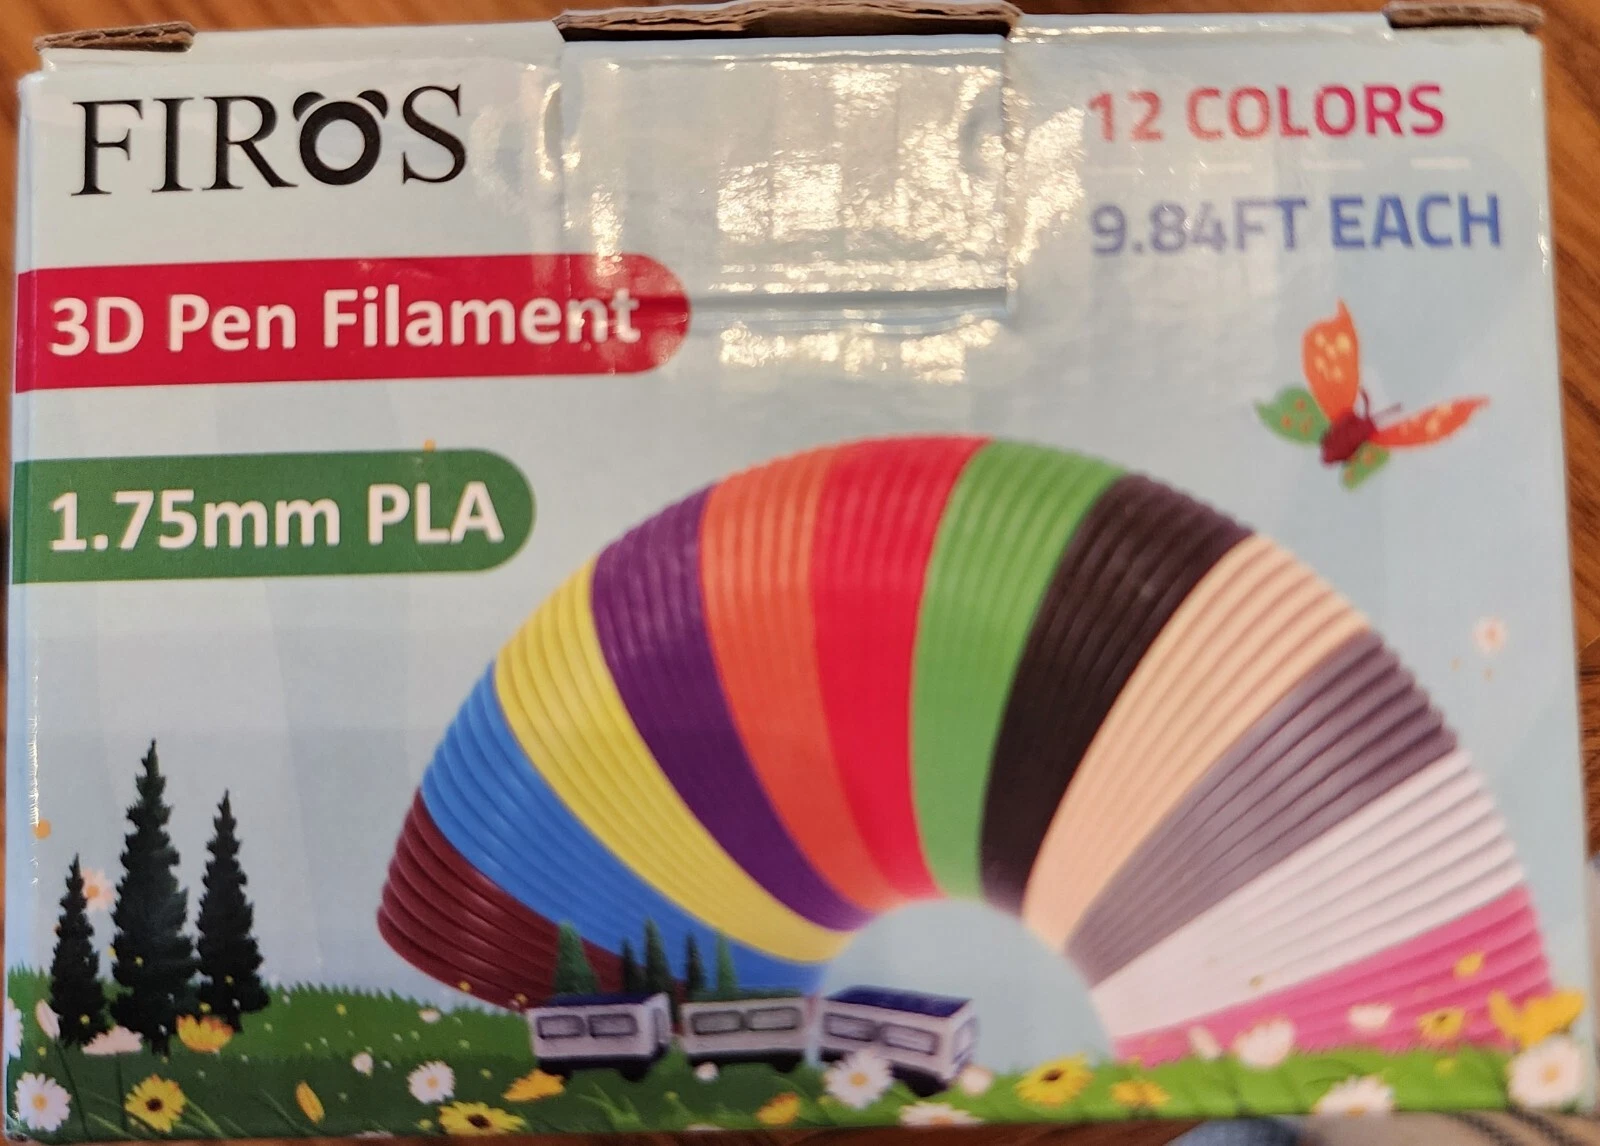 FIROS
12 COLORS
9.84FT EACH
3D Pen Filament
1.75mm PLA